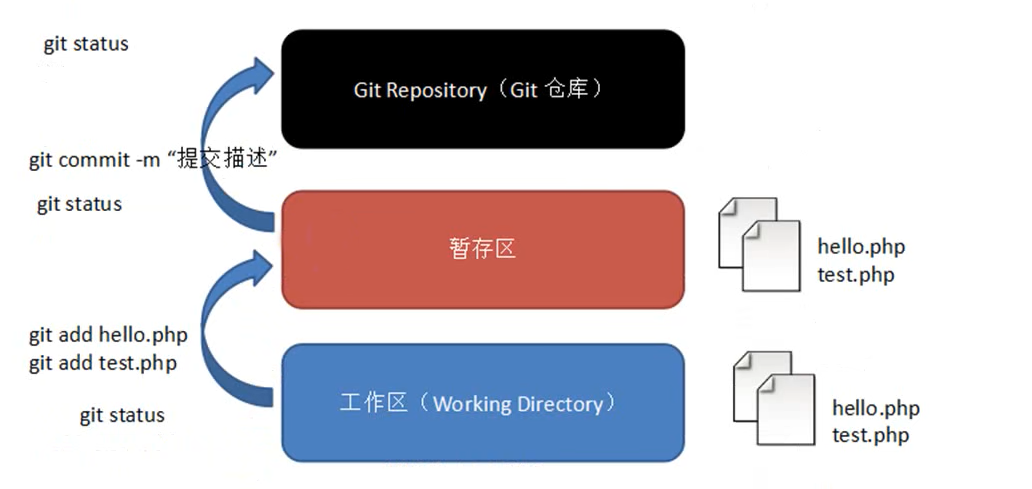 git status
Git Repository（Git 仓库）
git commit -m “提交描述”
git status
暂存区
hello.php
test.php
git add hello.php
git add test.php
git status
工作区（Working Directory）
hello.php
test.php